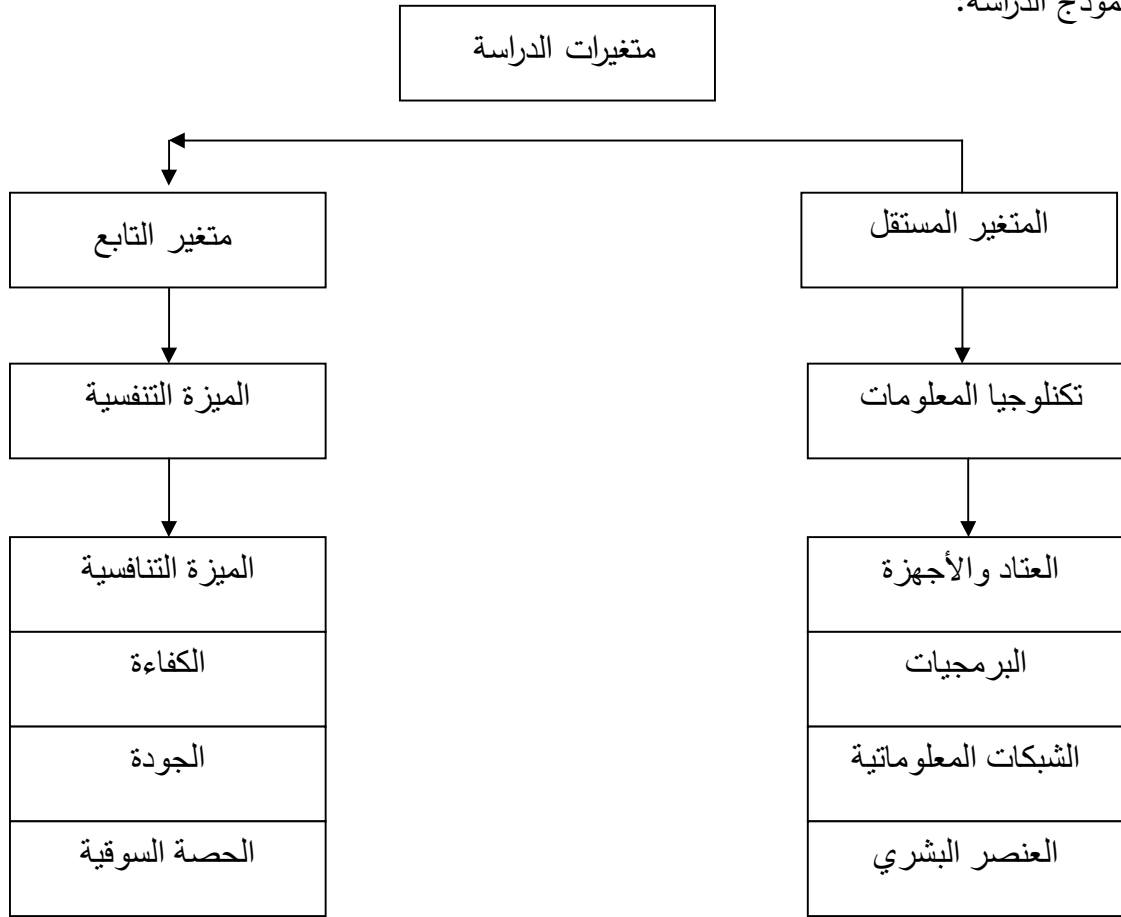 موذج الدراسة:
متغيرات الدراسة
المتغير المستقل
متغير التابع
تكنلوجيا المعلومات
الميزة التنفسية
العتاد والأجهزة
الميزة التنافسية
البرمجيات
الكفاءة
الشبكات المعلوماتية
الجودة
العنصر البشري
الحصة السوقية